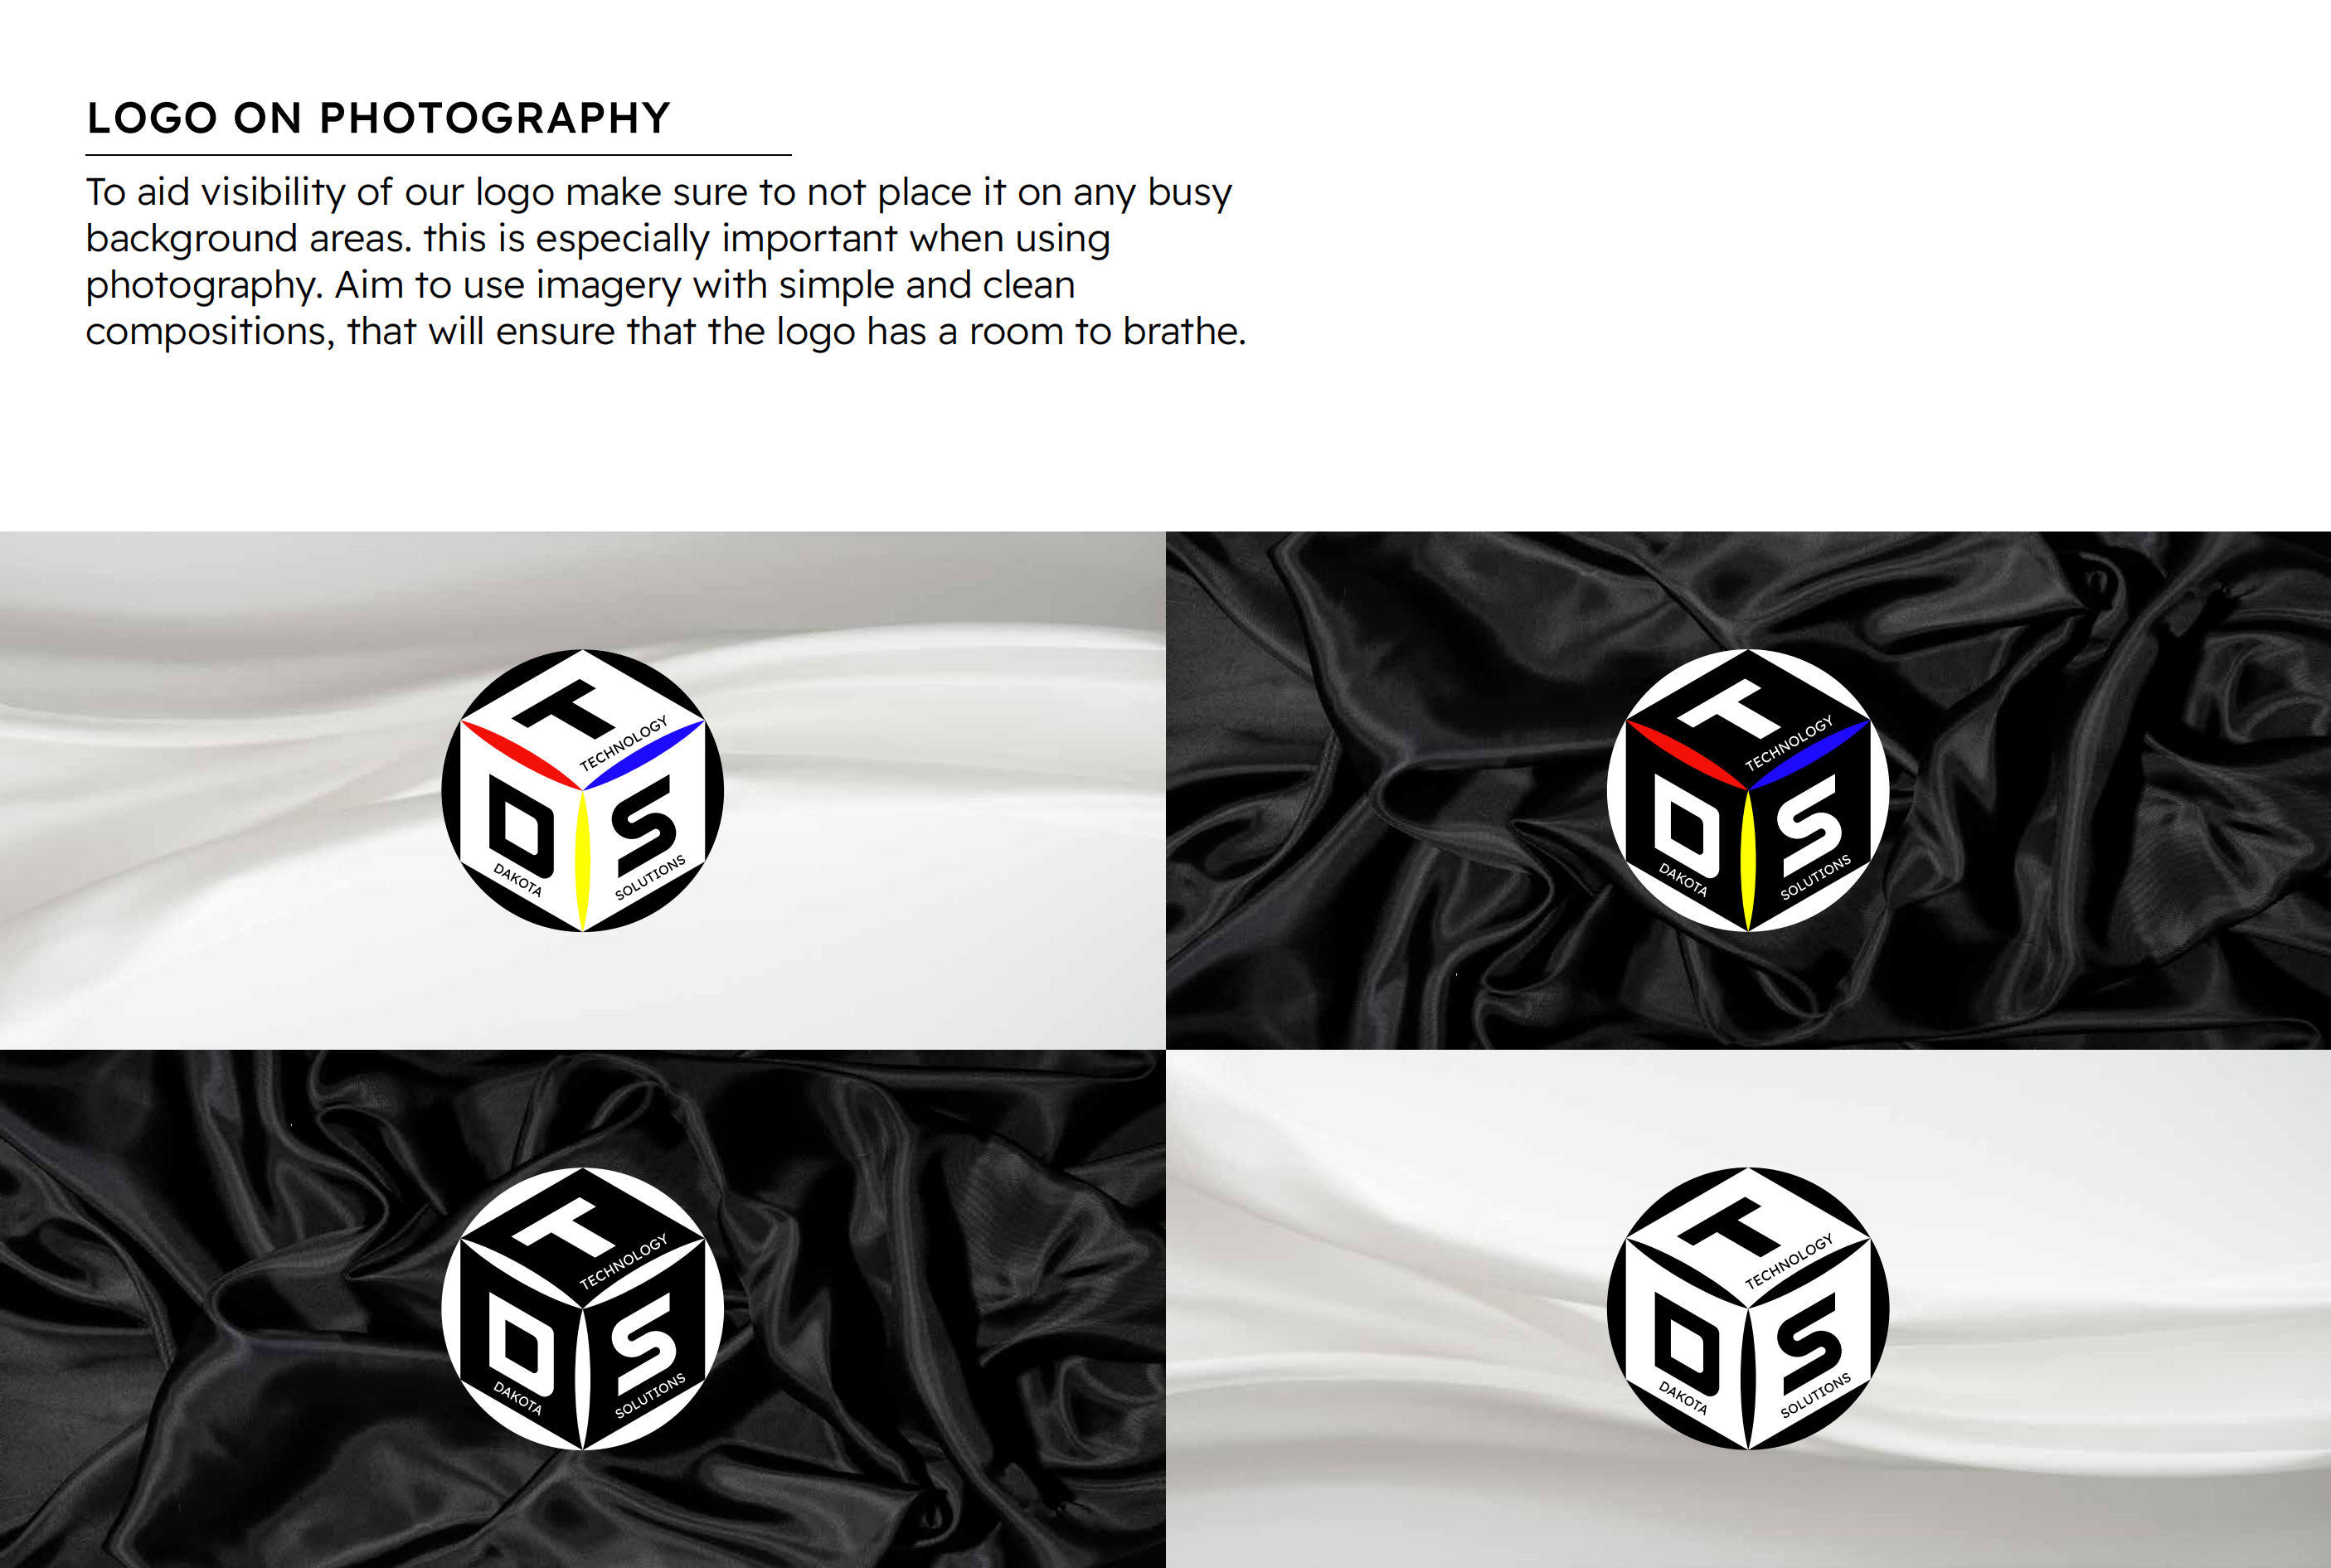 LOGO ON PHOTOGRAPHY
To aid visibility of our logo make sure to not place it on any busy
background areas. this is especially important when using
photography. Aim to use imagery with simple and clean
compositions, that will ensure that the logo has a room to brathe.
T
TECHNOLOGY
D
DAKOTA
S
SOLUTIONS
T
TECHNOLOGY
D
DAKOTA
S
SOLUTIONS
T
TECHNOLOGY
D
DAKOTA
S
SOLUTIONS
T
TECHNOLOGY
D
DAKOTA
S
SOLUTIONS